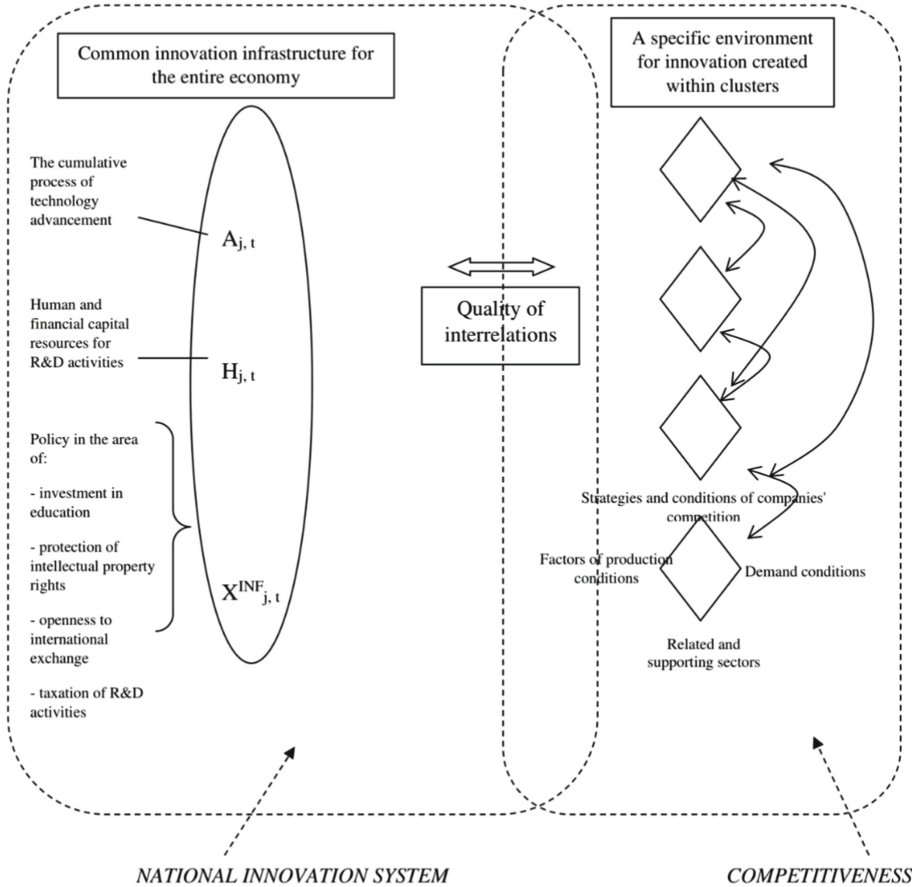 Common innovation infrastructure for
the entire economy
The cumulative
process of
technology
advancement
A j, t
Human and
financial capital
resources for
R&D activities
H j, t
Policy in the area
of:
- investment in
education
- protection of
intellectual property
rights
- openness to
international
exchange
- taxation of R&D
activities
X INF j, t
Quality of
interrelations
A specific environment
for innovation created
within clusters
Strategies and conditions of companies'
competition
Factors of production
conditions
Demand conditions
Related and
supporting sectors
NATIONAL INNOVATION SYSTEM
COMPETITIVENESS